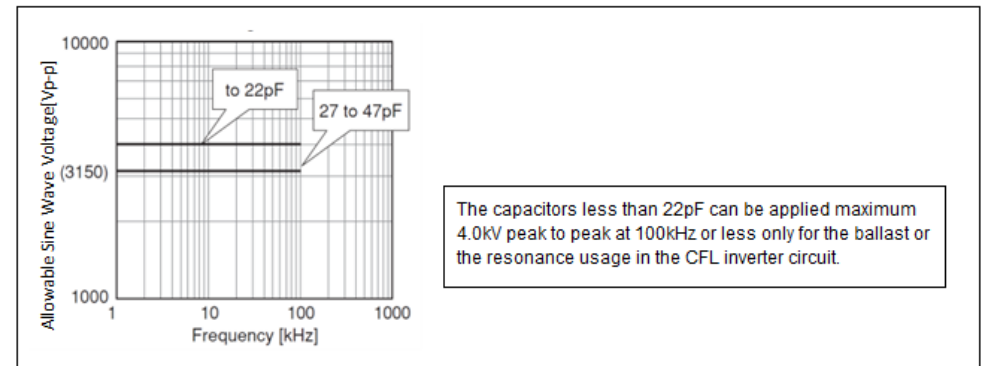 10000
Allowable Sine Wave Voltage[Vp-p]
to 22pF
27 to 47pF
(3150)
1000
1
10
100
1000
Frequency [kHz]
The capacitors less than 22pF can be applied maximum
4.0kV peak to peak at 100kHz or less only for the ballast or
the resonance usage in the CFL inverter circuit.